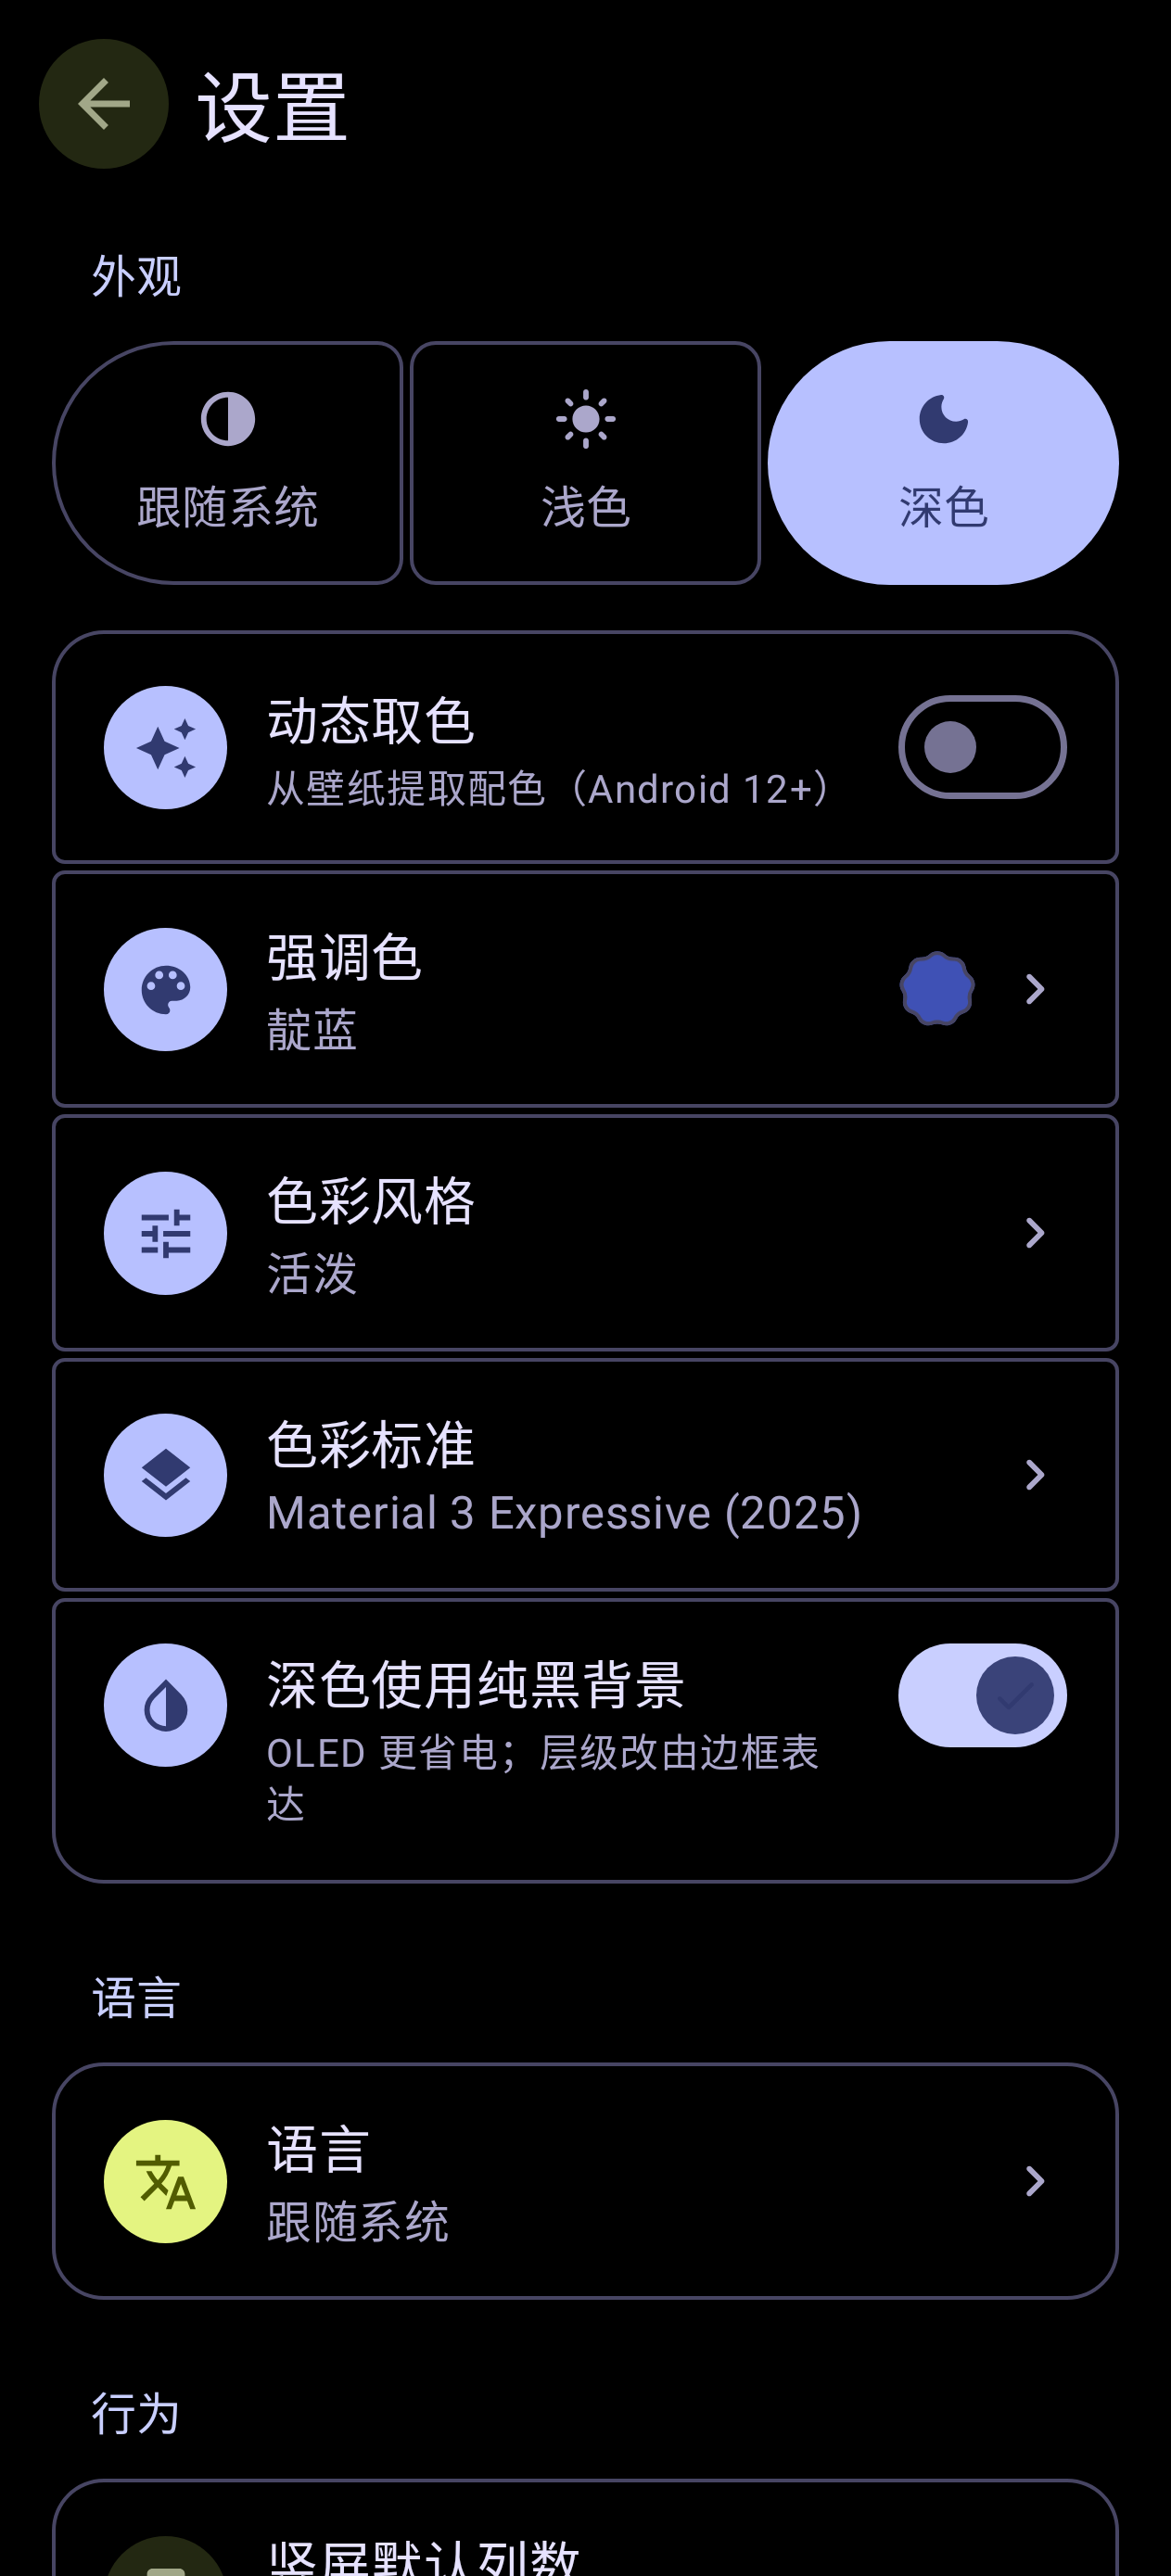 设置
外观
跟随系统
浅色
深色
动态取色
从壁纸提取配色（Android 12+）
强调色
靛蓝
色彩风格
活泼
色彩标准
Material 3 Expressive (2025)
深色使用纯黑背景
OLED 更省电；层级改由边框表
达
语言
语言
跟随系统
行为
竖屏默认列数